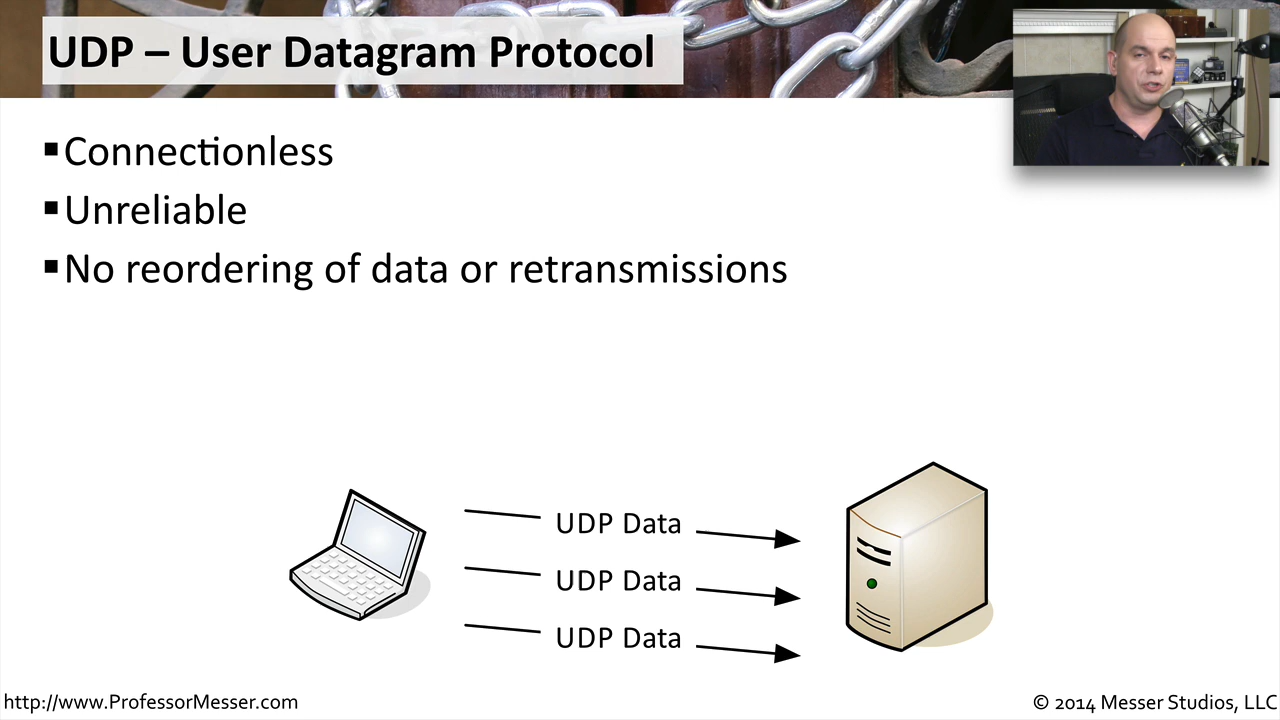 UDP – User Datagram Protocol
▪Connectionless
▪Unreliable
▪No reordering of data or retransmissions
UDP Data
UDP Data
UDP Data
http://www.ProfessorMesser.com
© 2014 Messer Studios, LLC